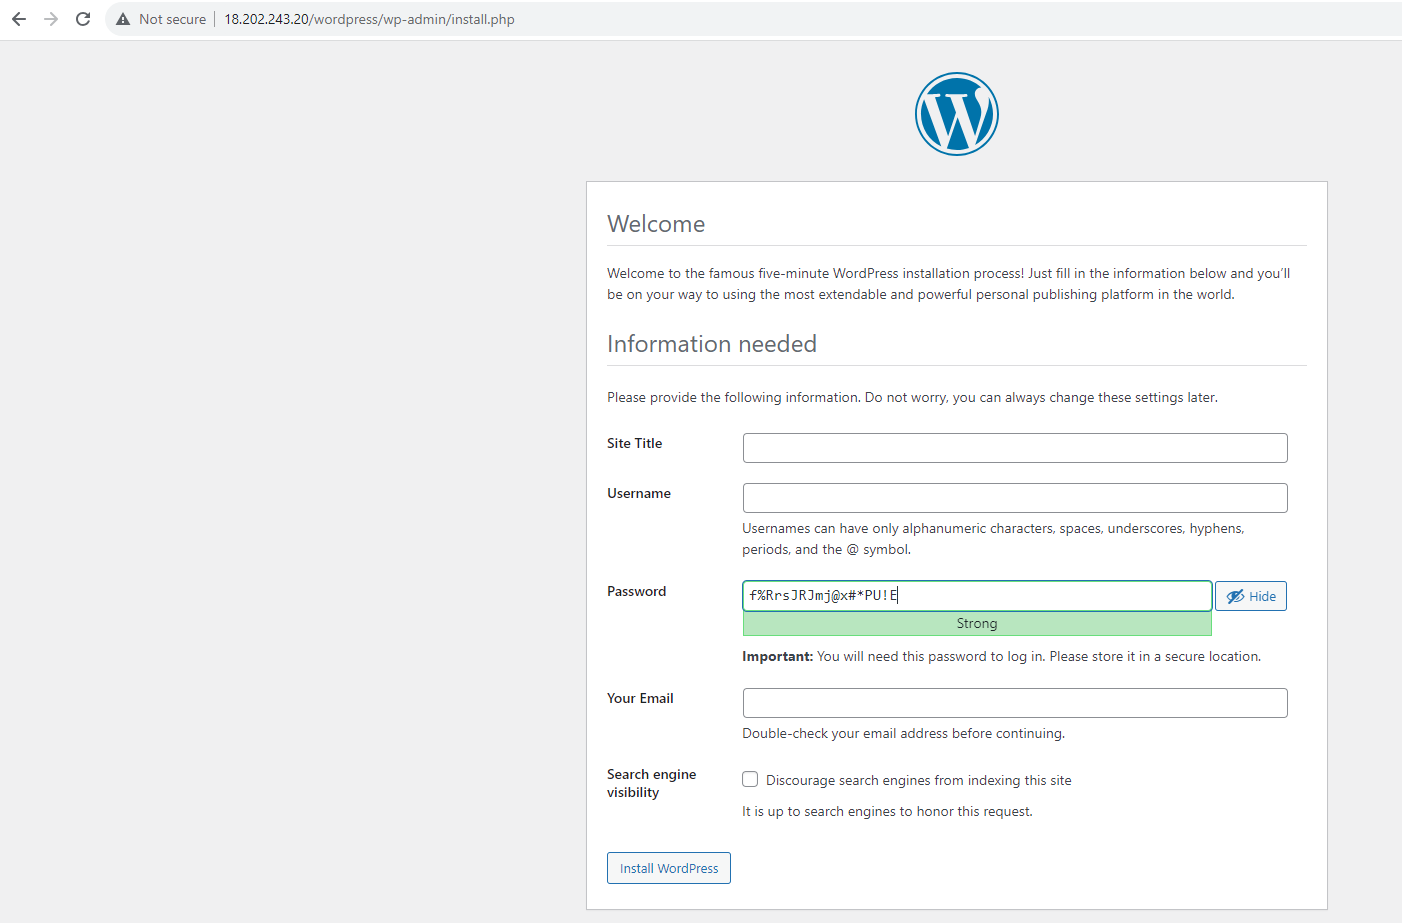 Not secure | 18.202.243.20/wordpress/wp-admin/install.php
Welcome
Welcome to the famous five-minute WordPress installation process! Just fill in the information below and you’ll
be on your way to using the most extendable and powerful personal publishing platform in the world.
Information needed
Please provide the following information. Do not worry, you can always change these settings later.
Site Title
Username
Usernames can have only alphanumeric characters, spaces, underscores, hyphens,
periods, and the @ symbol.
Password
f%RrsJRJmj@x#*PU!E
Hide
Strong
Important: You will need this password to log in. Please store it in a secure location.
Your Email
Double-check your email address before continuing.
Search engine
visibility
Discourage search engines from indexing this site
It is up to search engines to honor this request.
Install WordPress